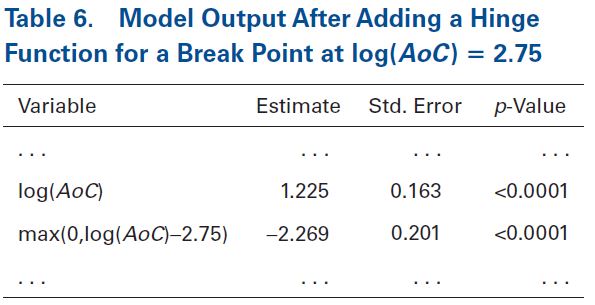 Table 6. Model Output After Adding a Hinge
Function for a Break Point at log(AoC) = 2.75
Variable Estimate Std. Error p-Value
. . . . . . . . . . . .
log(AoC) 1.225 0.163 <0.0001
max(0,log(AoC)–2.75) –2.269 0.201 <0.0001
. . . . . . . . . . . .